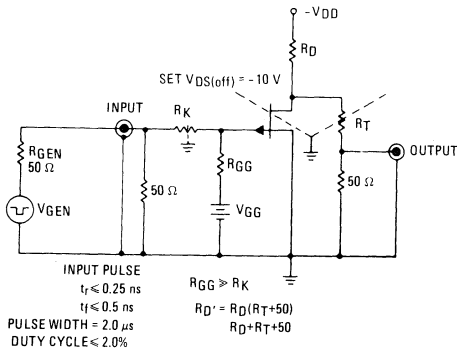 -VDD
RD
SET VDS(off) = -10 V
INPUT
RK
RT
OUTPUT
RGEN
50 Ω
50 Ω
RGG
50 Ω
VGEN
VGG
INPUT PULSE
tr ⩽ 0.25 ns
tf ⩽ 0.5 ns
PULSE WIDTH = 2.0 μs
DUTY CYCLE ⩽ 2.0%
RGG ⪢ RK
RD' = RD(RT+50)
RD+RT+50